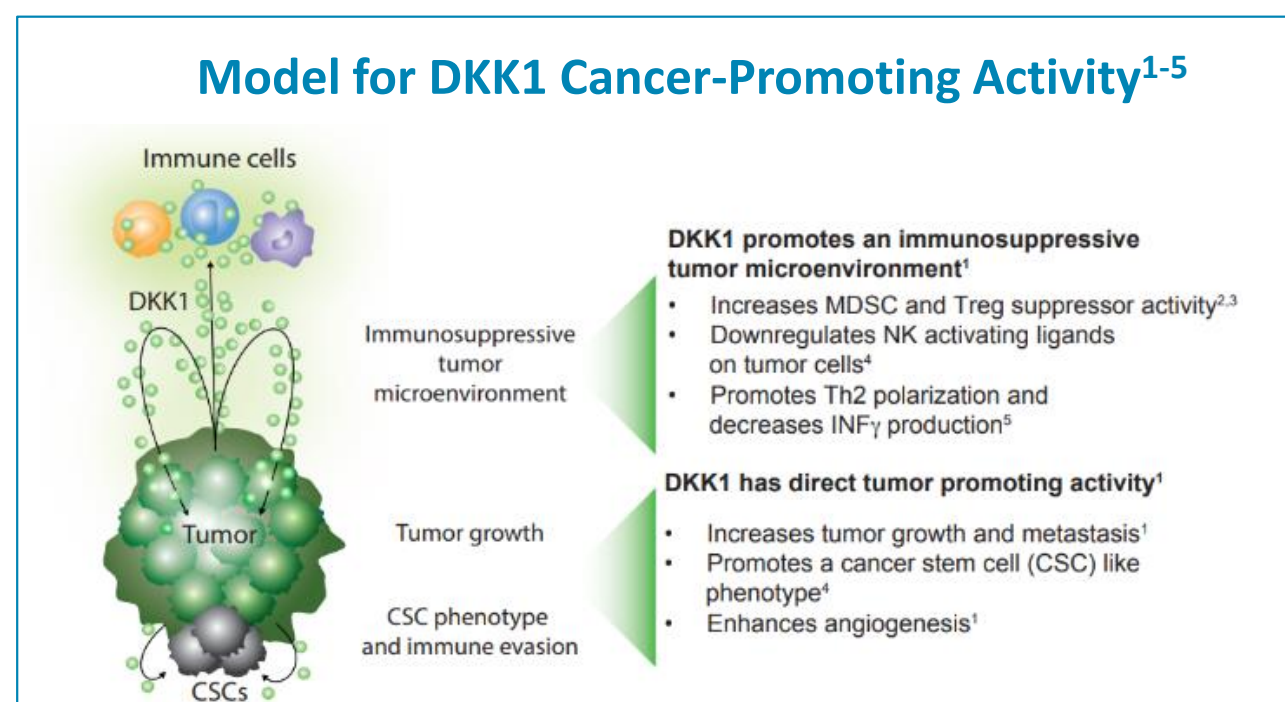 Model for DKK1 Cancer-Promoting Activity1-5
Immune cells
DKK1
Tumor
CSCs
Immunosuppressive
tumor
microenvironment
Tumor growth
CSC phenotype
and immune evasion
DKK1 promotes an immunosuppressive
tumor microenvironment1
• Increases MDSC and Treg suppressor activity2,3
• Downregulates NK activating ligands
on tumor cells4
• Promotes Th2 polarization and
decreases INFγ production5
DKK1 has direct tumor promoting activity1
• Increases tumor growth and metastasis1
• Promotes a cancer stem cell (CSC) like
phenotype4
• Enhances angiogenesis1